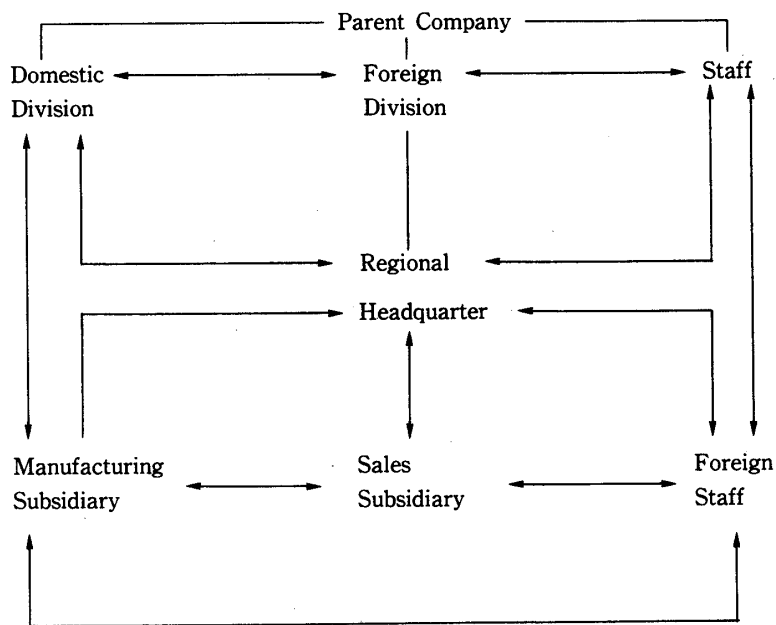 Parent Company
Domestic
Division
Foreign
Division
Staff
Regional
Headquarter
Manufacturing
Subsidiary
Sales
Subsidiary
Foreign
Staff